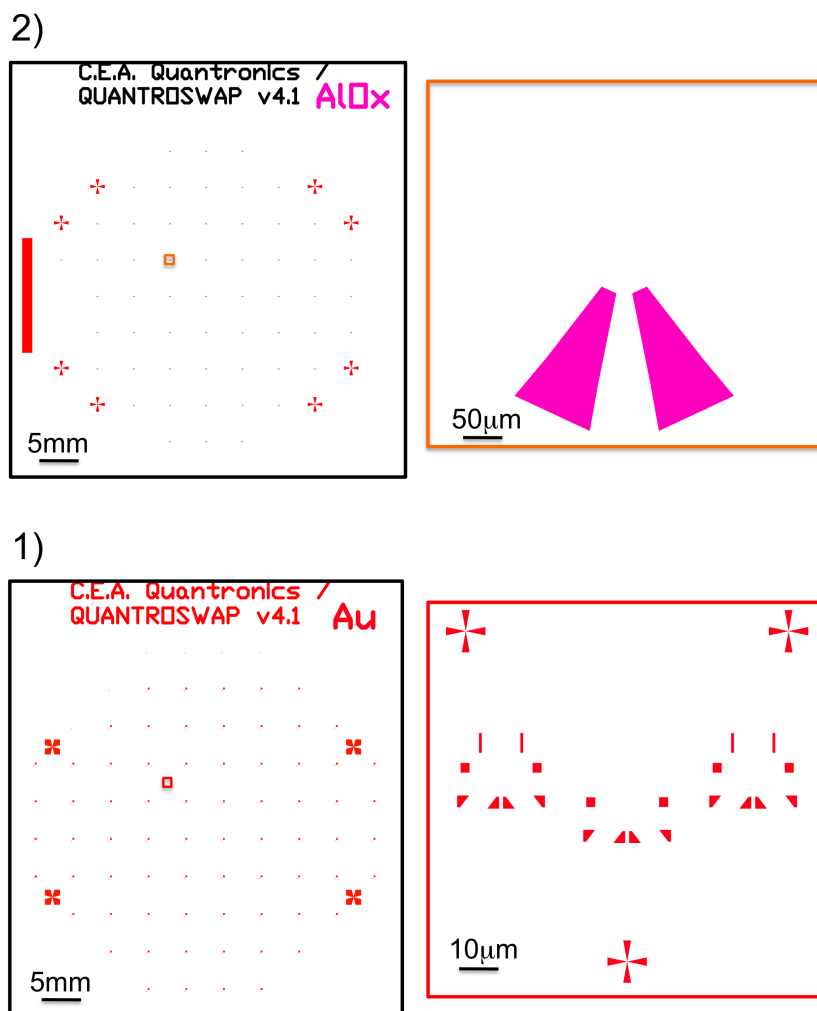 2)
C.E.A. Quantronics /
QUANTROSWAP v4.1 AlOx
5mm
50μm
1)
C.E.A. Quantronics /
QUANTROSWAP v4.1 Au
5mm
10μm